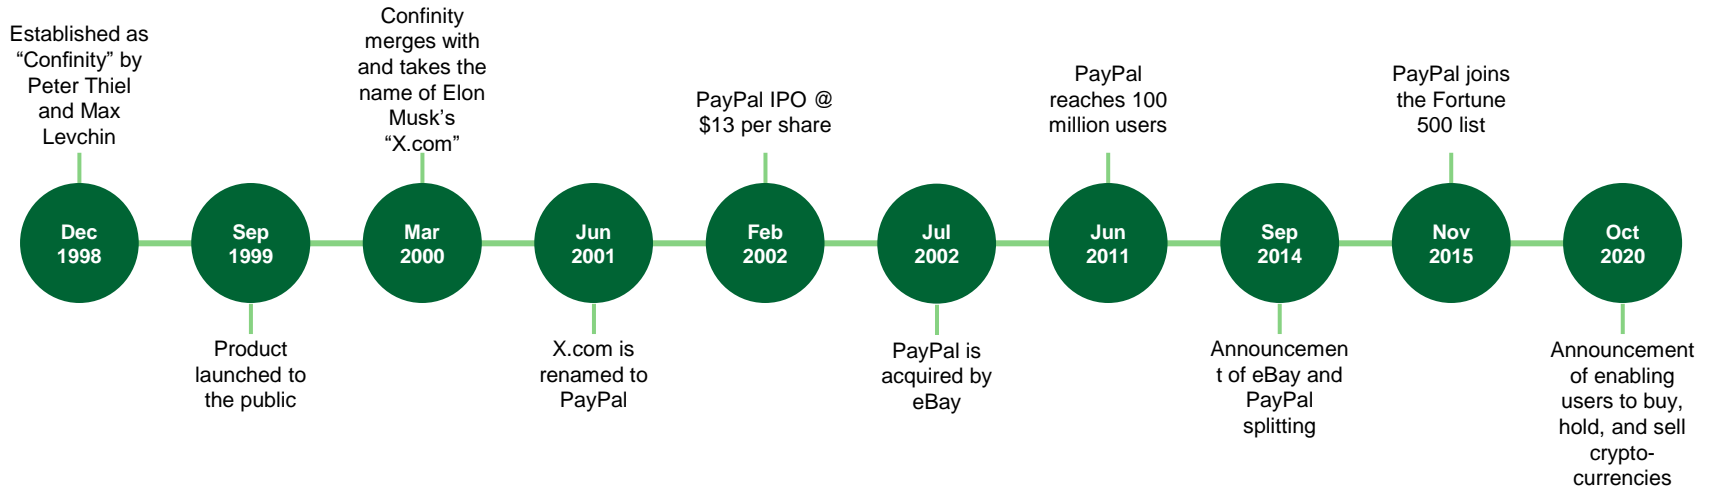 Established as
“Confinity” by
Peter Thiel
and Max
Levchin
Dec
1998
Sep
1999
Product
launched to
the public
Confinity
merges with
and takes the
name of Elon
Musk’s
“X.com”
Mar
2000
Jun
2001
X.com is
renamed to
PayPal
PayPal IPO @
$13 per share
Feb
2002
Jul
2002
PayPal is
acquired by
eBay
PayPal
reaches 100
million users
Jun
2011
Sep
2014
Announcemen
t of eBay and
PayPal
splitting
PayPal joins
the Fortune
500 list
Nov
2015
Oct
2020
Announcement
of enabling
users to buy,
hold, and sell
crypto-
currencies